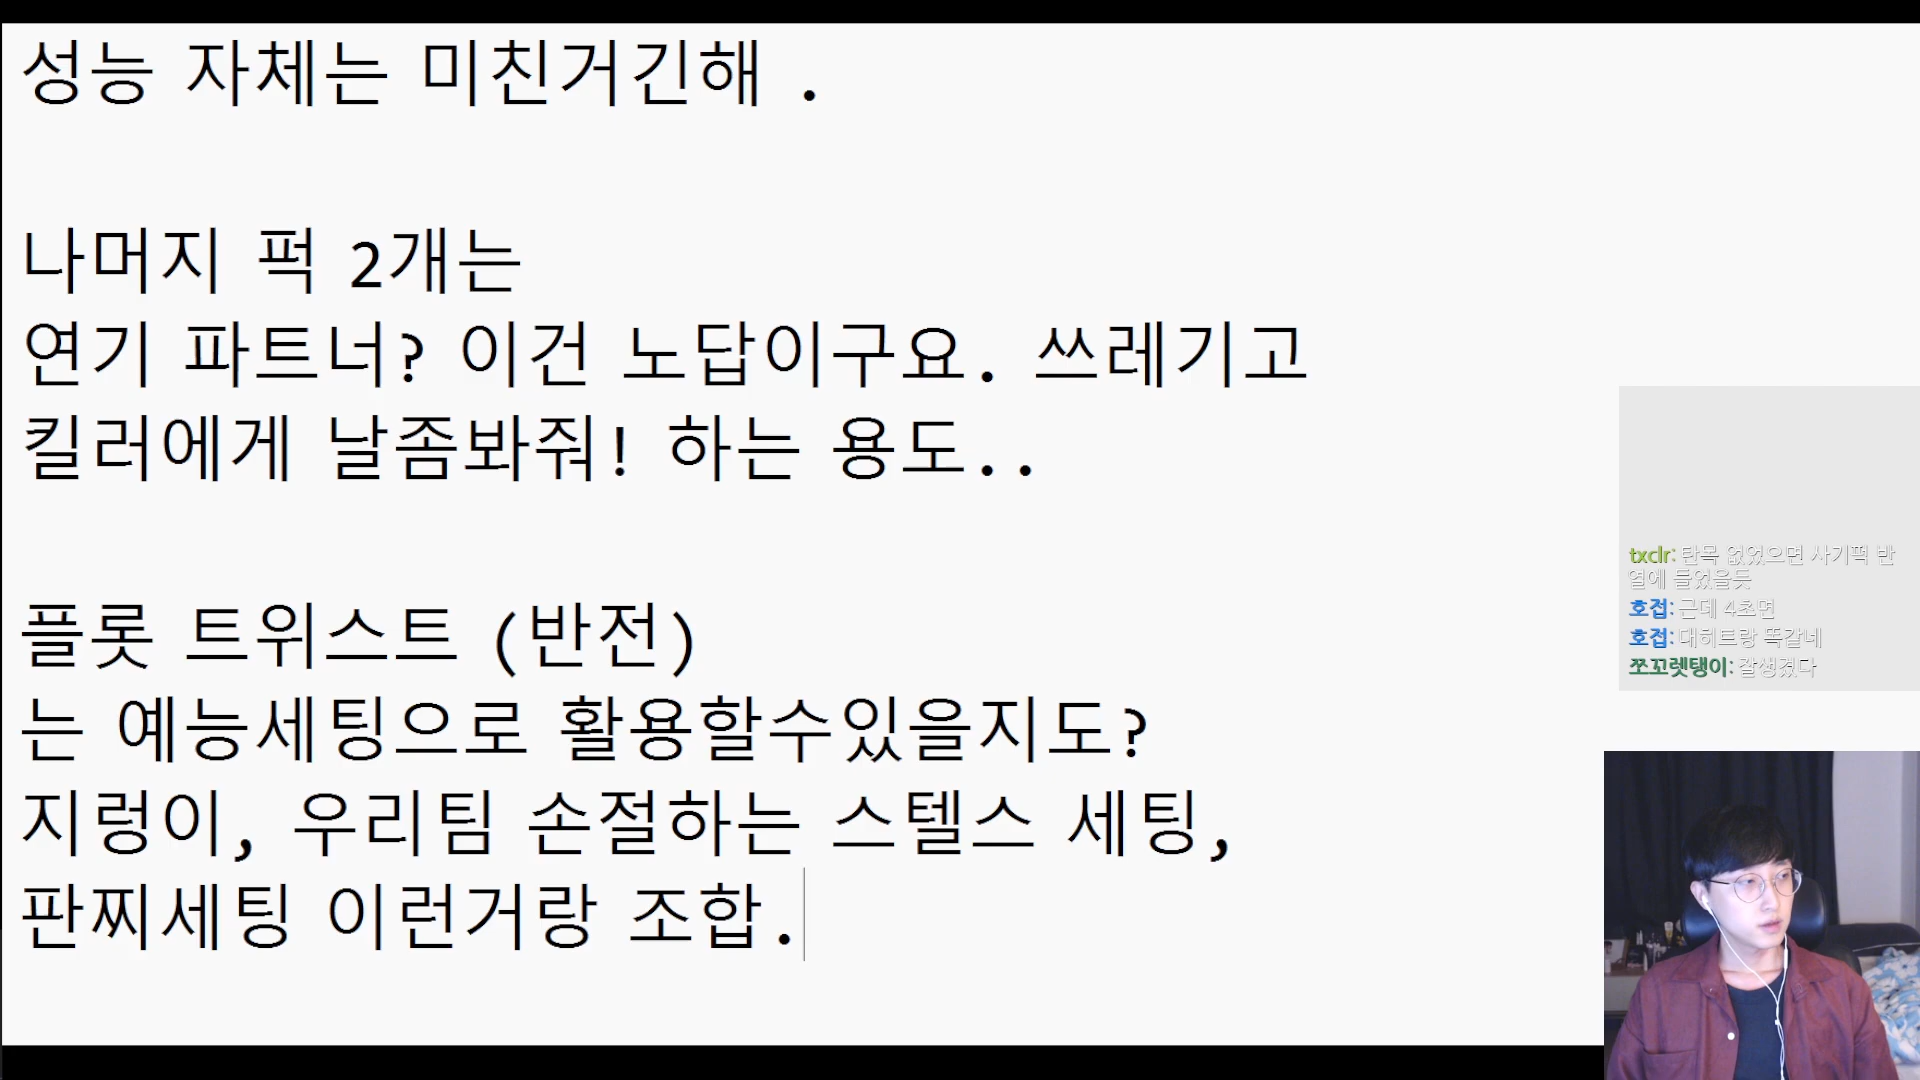 성능 자체는 미친거긴해 .
나머지 퍽 2개는
연기 파트너? 이건 노답이구요. 쓰레기고
킬러에게 날좀봐줘! 하는 용도..
플롯 트위스트 (반전)
는 예능세팅으로 활용할수있을지도?
지렁이, 우리팀 손절하는 스텔스 세팅,
판찌세팅 이런거랑 조합.
txclr: 탄목 없었으면 사기퍽 반
열에 들었을듯
호접: 근데 4초면
호접: 대히트랑 똑같네
쪼꼬렛탱이: 잘생겼다